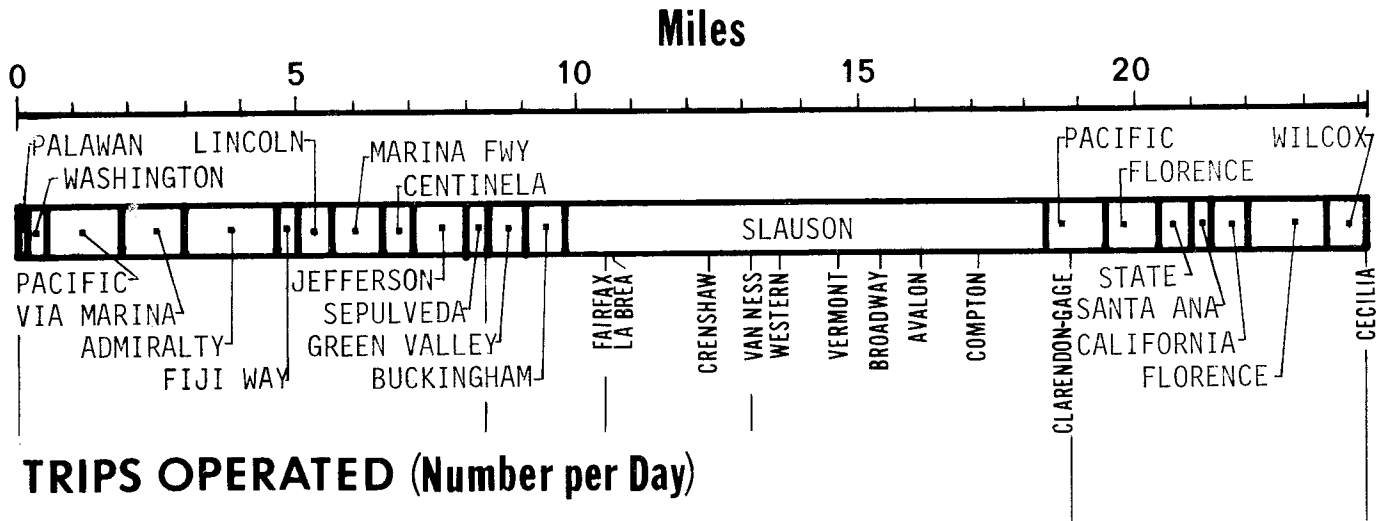 Miles
0 5 10 15 20
PALAWAN LINCOLN MARINA FWY PACIFIC WILCOX
WASHINGTON CENTINELA FLORENCE
SLAUSON
PACIFIC JEFFERSON STATE
VIA MARINA SEPULVEDA SANTA ANA
ADMIRALTY GREEN VALLEY CALIFORNIA
FIJI WAY BUCKINGHAM FLORENCE
FAIRFAX
LA BREA
CRENSHAW
VAN NESS
WESTERN
VERMONT
BROADWAY
AVALON
COMPTON
CLARENDON-GAGE
CECILIA
TRIPS OPERATED (Number per Day)